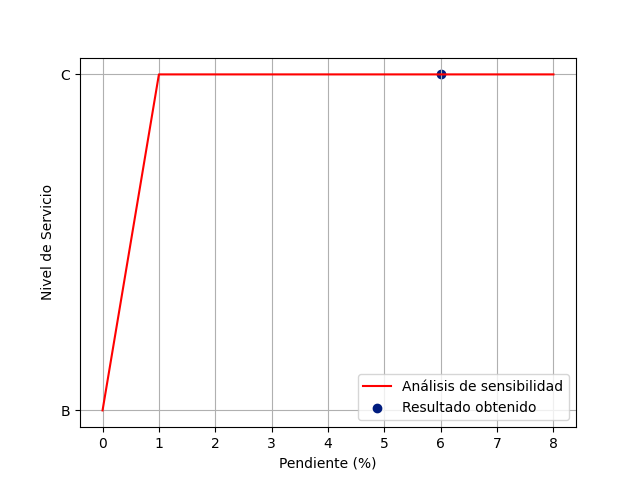 C
Nivel de Servicio
B
0 1 2 3 4 5 6 7 8
Pendiente (%)
Análisis de sensibilidad
Resultado obtenido